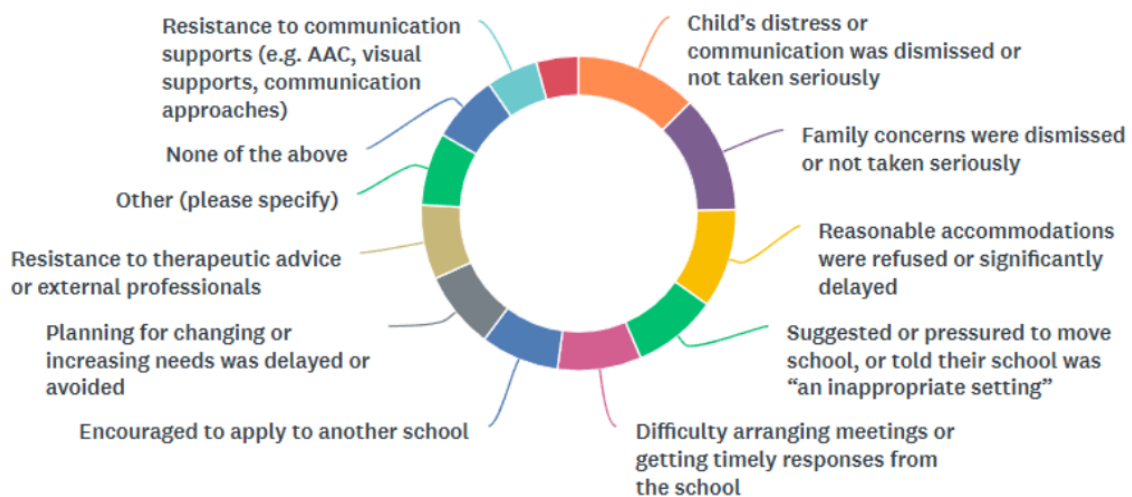 Resistance to communication
supports (e.g. AAC, visual
supports, communication
approaches)
None of the above
Other (please specify)
Resistance to therapeutic advice
or external professionals
Planning for changing or
increasing needs was delayed or
avoided
Encouraged to apply to another school
Child's distress or
communication was dismissed or
not taken seriously
Family concerns were dismissed
or not taken seriously
Reasonable accommodations
were refused or significantly
delayed
Suggested or pressured to move
school, or told their school was
“an inappropriate setting”
Difficulty arranging meetings or
getting timely responses from
the school